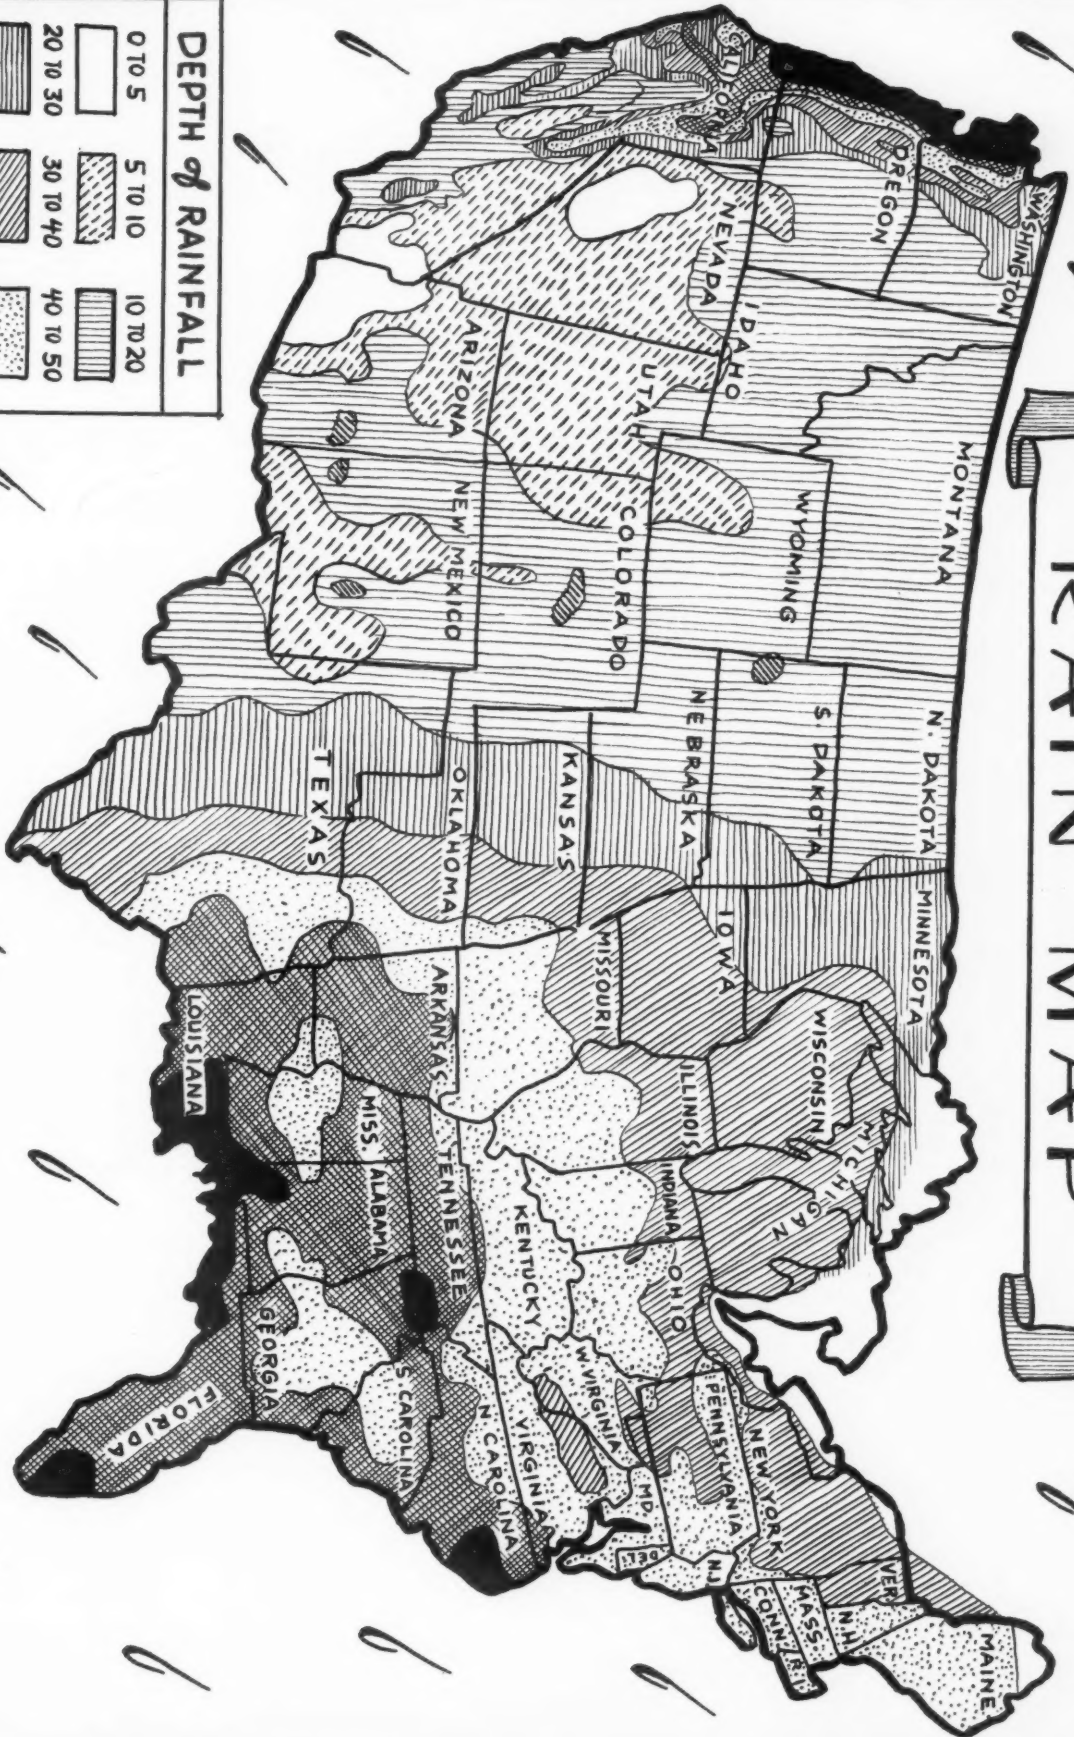 RAIN MAP
WASHINGTON
OREGON
CALIFORNIA
NEVADA
IDAHO
MONTANA
WYOMING
UTAH
ARIZONA
COLORADO
NEW MEXICO
N. DAKOTA
S. DAKOTA
NEBRASKA
KANSAS
OKLAHOMA
TEXAS
MINNESOTA
IOWA
MISSOURI
ARKANSAS
LOUISIANA
WISCONSIN
MICHIGAN
ILLINOIS
INDIANA
OHIO
KENTUCKY
TENNESSEE
MISS.
ALABAMA
GEORGIA
FLORIDA
S. CAROLINA
N. CAROLINA
VIRGINIA
W. VIRGINIA
MD.
DEL.
N.J.
PENNSYLVANIA
NEW YORK
VER.
N.H.
MASS.
CONN.
R.I.
MAINE
DEPTH of RAINFALL
0 TO 5
5 TO 10
10 TO 20
20 TO 30
30 TO 40
40 TO 50